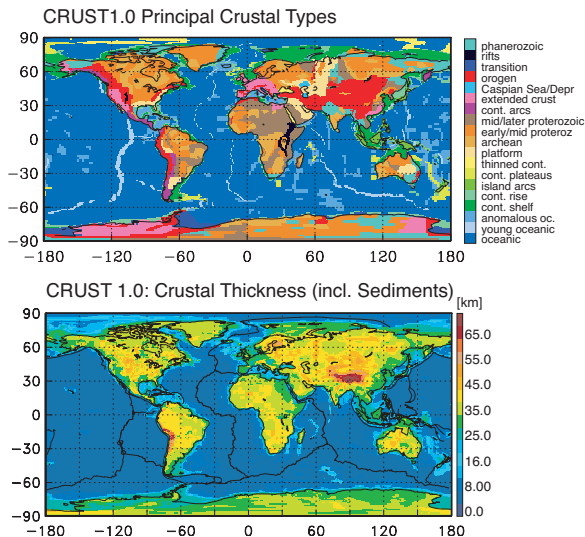 CRUST1.0 Principal Crustal Types
90
60
30
0
−30
−60
−90
−180 −120 −60 0 60 120 180
phanerozoic
rifts
transition
orogen
Caspian Sea/Depr
extended crust
cont. arcs
mid/later proterozoic
early/mid proteroz
archean
platform
thinned cont.
cont. plateaus
island arcs
cont. rise
cont. shelf
anomalous oc.
young oceanic
oceanic
CRUST 1.0: Crustal Thickness (incl. Sediments)
[km]
90
60
30
0
−30
−60
−90
−180 −120 −60 0 60 120 180
65.0
55.0
45.0
35.0
25.0
16.0
8.00
0.0